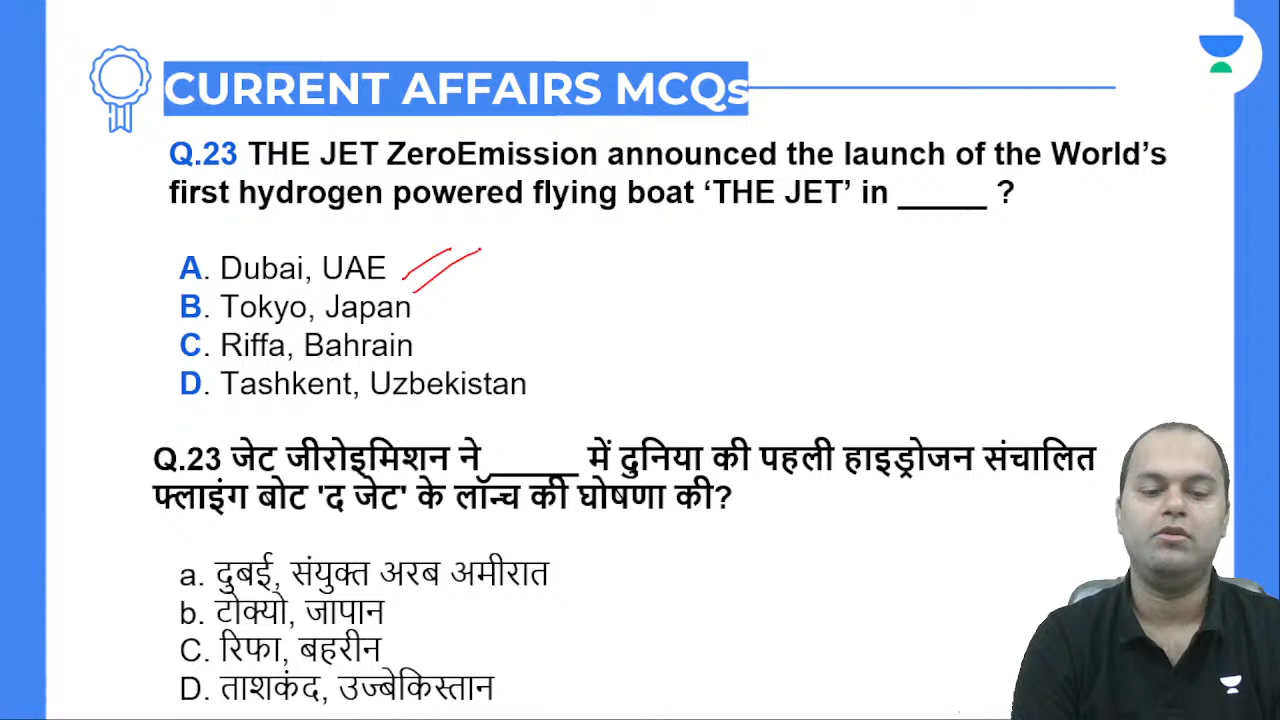 CURRENT AFFAIRS MCQs
Q.23 THE JET ZeroEmission announced the launch of the World's
first hydrogen powered flying boat ‘THE JET’ in _____ ?
A. Dubai, UAE
B. Tokyo, Japan
C. Riffa, Bahrain
D. Tashkent, Uzbekistan
Q.23 जेट जीरोइमिशन ने _____ में दुनिया की पहली हाइड्रोजन संचालित
फ्लाइंग बोट 'द जेट' के लॉन्च की घोषणा की?
a. दुबई, संयुक्त अरब अमीरात
b. टोक्यो, जापान
C. रिफा, बहरीन
D. ताशकंद, उज्बेकिस्तान